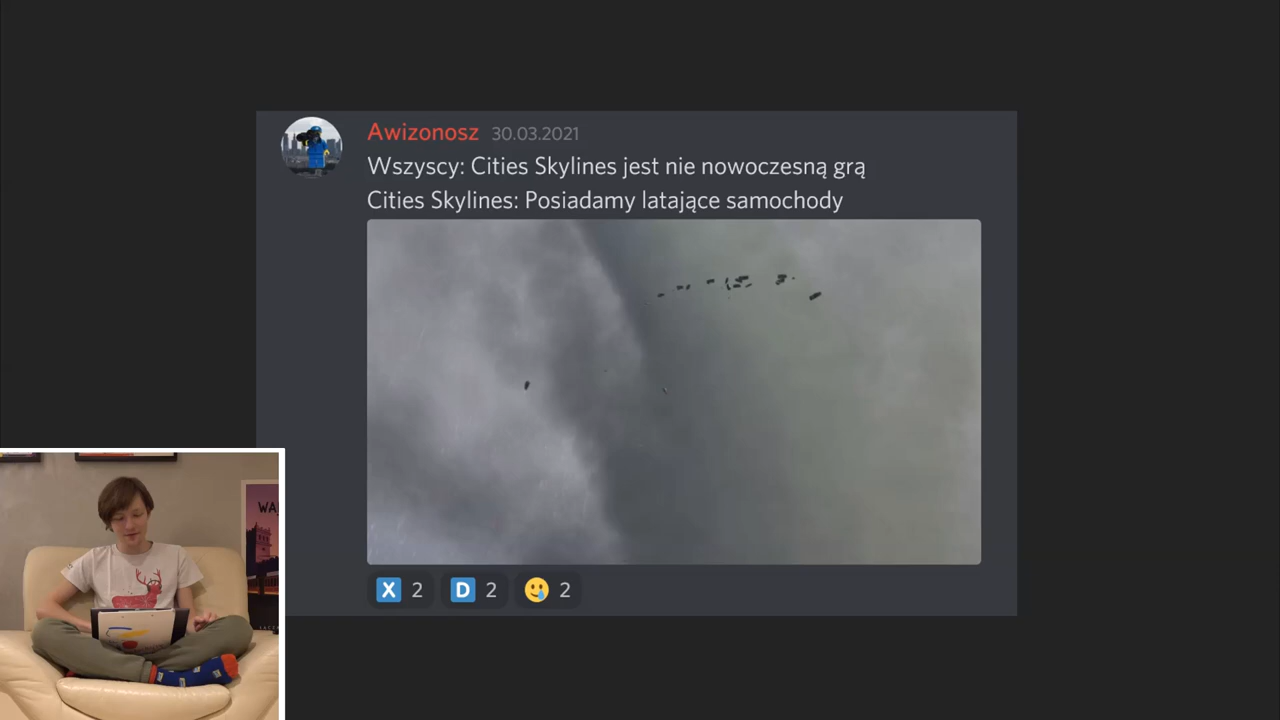 Awizonosz 30.03.2021
Wszyscy: Cities Skylines jest nie nowoczesną grą
Cities Skylines: Posiadamy latające samochody
X 2 D 2 2
WA